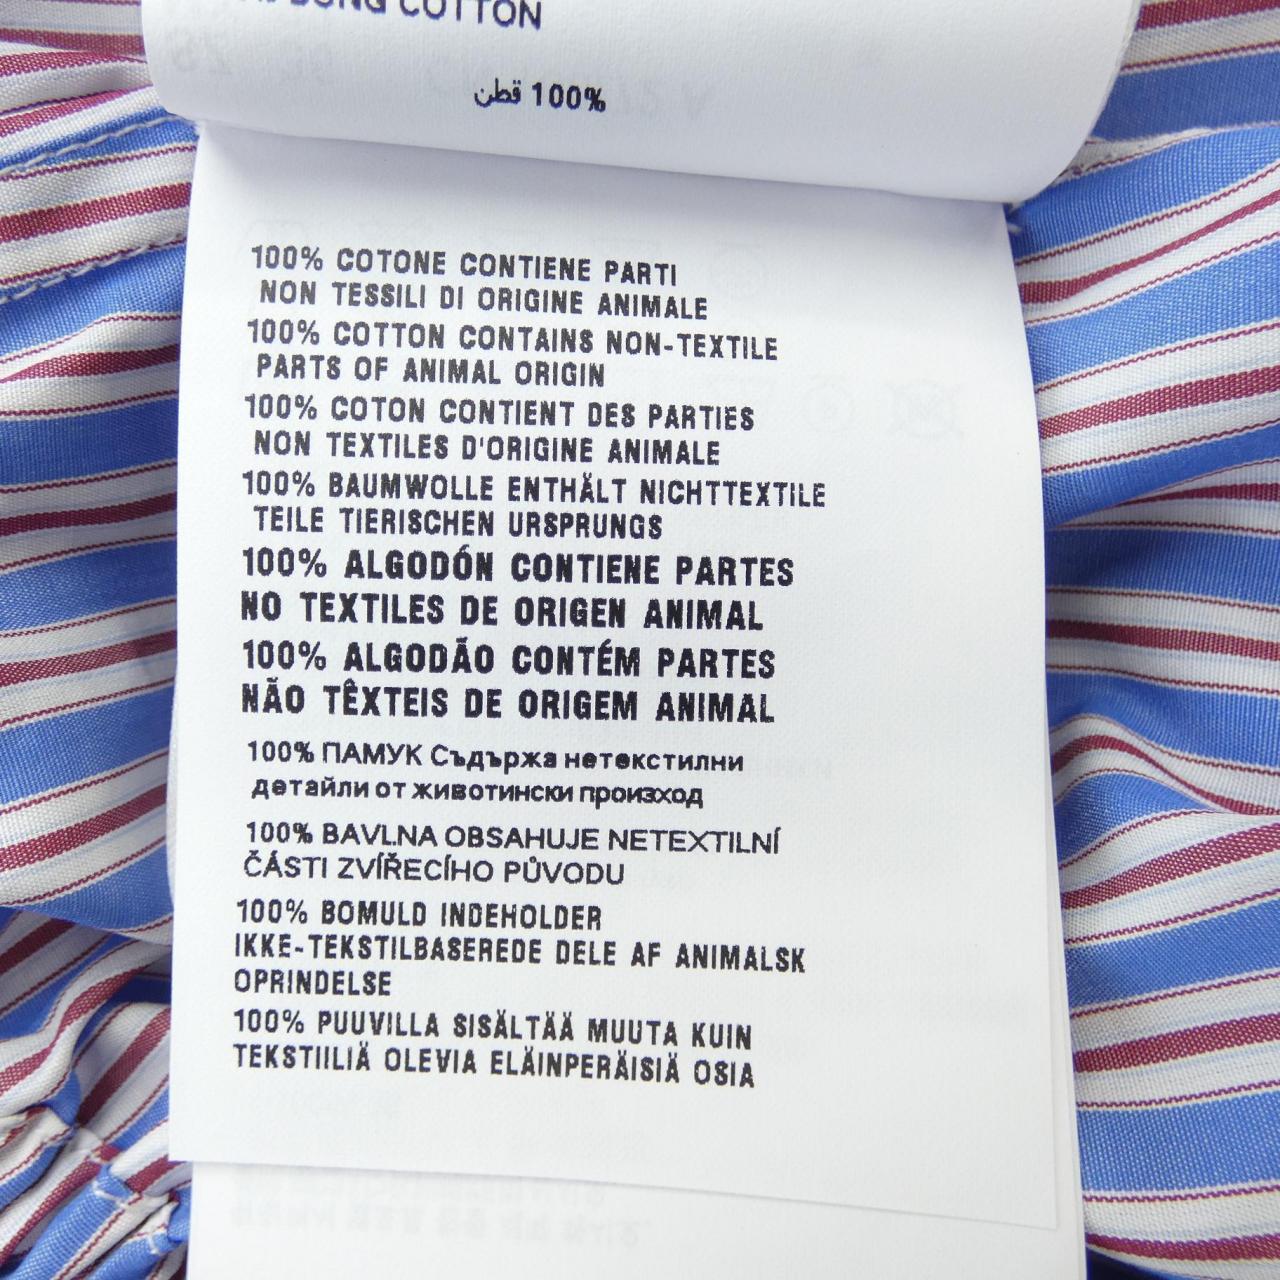 COTTON
100% قطن
100% COTONE CONTIENE PARTI
NON TESSILI DI ORIGINE ANIMALE
100% COTTON CONTAINS NON-TEXTILE
PARTS OF ANIMAL ORIGIN
100% COTON CONTIENT DES PARTIES
NON TEXTILES D'ORIGINE ANIMALE
100% BAUMWOLLE ENTHÄLT NICHTTEXTILE
TEILE TIERISCHEN URSPRUNGS
100% ALGODÓN CONTIENE PARTES
NO TEXTILES DE ORIGEN ANIMAL
100% ALGODÃO CONTÉM PARTES
NÃO TÊXTEIS DE ORIGEM ANIMAL
100% ПАМУК Съдържа нетекстилни
детайли от животински произход
100% BAVLNA OBSAHUJE NETEXTILNÍ
ČÁSTI ZVÍŘECÍHO PŮVODU
100% BOMULD INDEHOLDER
IKKE-TEKSTILBASEREDE DELE AF ANIMALSK
OPRINDELSE
100% PUUVILLA SISÄLTÄÄ MUUTA KUIN
TEKSTIILIÄ OLEVIA ELÄINPERÄISIÄ OSIA